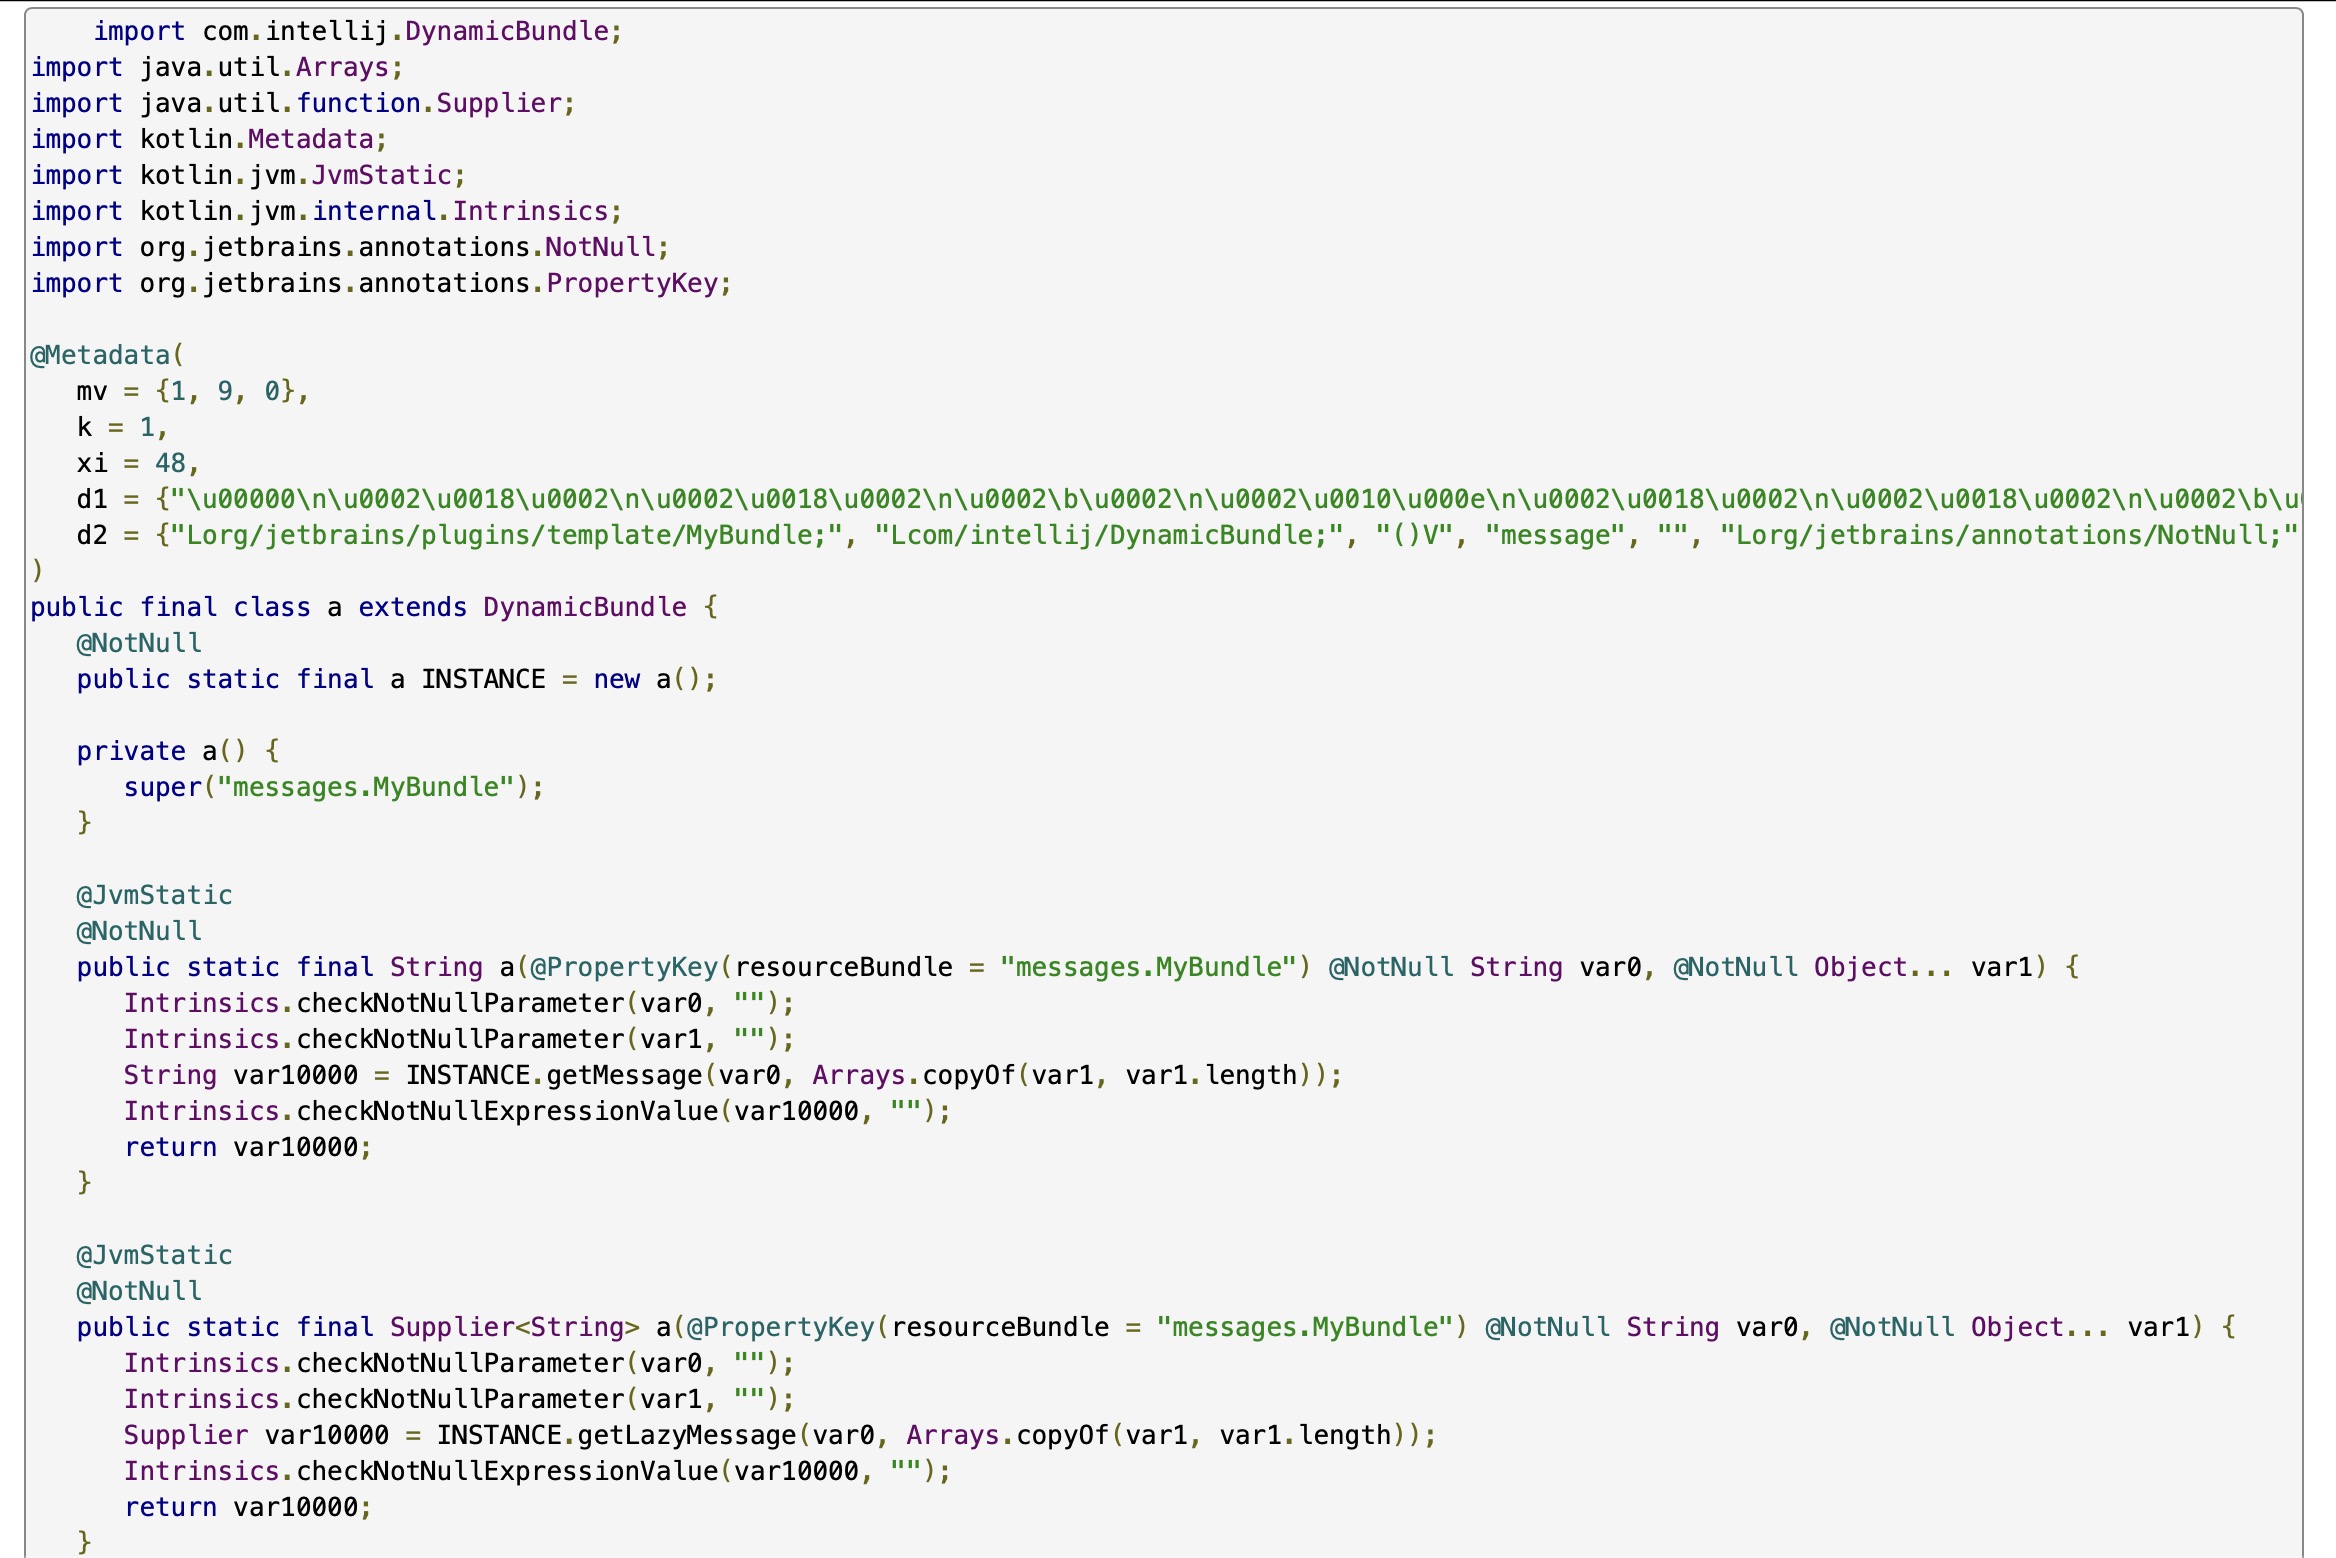 import com.intellij.DynamicBundle;
import java.util.Arrays;
import java.util.function.Supplier;
import kotlin.Metadata;
import kotlin.jvm.JvmStatic;
import kotlin.jvm.internal.Intrinsics;
import org.jetbrains.annotations.NotNull;
import org.jetbrains.annotations.PropertyKey;
@Metadata(
mv = {1, 9, 0},
k = 1,
xi = 48,
d1 = {"\u00000\n\u0002\u0018\u0002\n\u0002\u0018\u0002\n\u0002\b\u0002\n\u0002\u0010\u000e\n\u0002\u0018\u0002\n\u0002\u0018\u0002\n\u0002\b\u
d2 = {"Lorg/jetbrains/plugins/template/MyBundle;", "Lcom/intellij/DynamicBundle;", "()V", "message", "", "Lorg/jetbrains/annotations/NotNull;"
)
public final class a extends DynamicBundle {
@NotNull
public static final a INSTANCE = new a();
private a() {
super("messages.MyBundle");
}
@JvmStatic
@NotNull
public static final String a(@PropertyKey(resourceBundle = "messages.MyBundle") @NotNull String var0, @NotNull Object... var1) {
Intrinsics.checkNotNullParameter(var0, "");
Intrinsics.checkNotNullParameter(var1, "");
String var10000 = INSTANCE.getMessage(var0, Arrays.copyOf(var1, var1.length));
Intrinsics.checkNotNullExpressionValue(var10000, "");
return var10000;
}
@JvmStatic
@NotNull
public static final Supplier<String> a(@PropertyKey(resourceBundle = "messages.MyBundle") @NotNull String var0, @NotNull Object... var1) {
Intrinsics.checkNotNullParameter(var0, "");
Intrinsics.checkNotNullParameter(var1, "");
Supplier var10000 = INSTANCE.getLazyMessage(var0, Arrays.copyOf(var1, var1.length));
Intrinsics.checkNotNullExpressionValue(var10000, "");
return var10000;
}